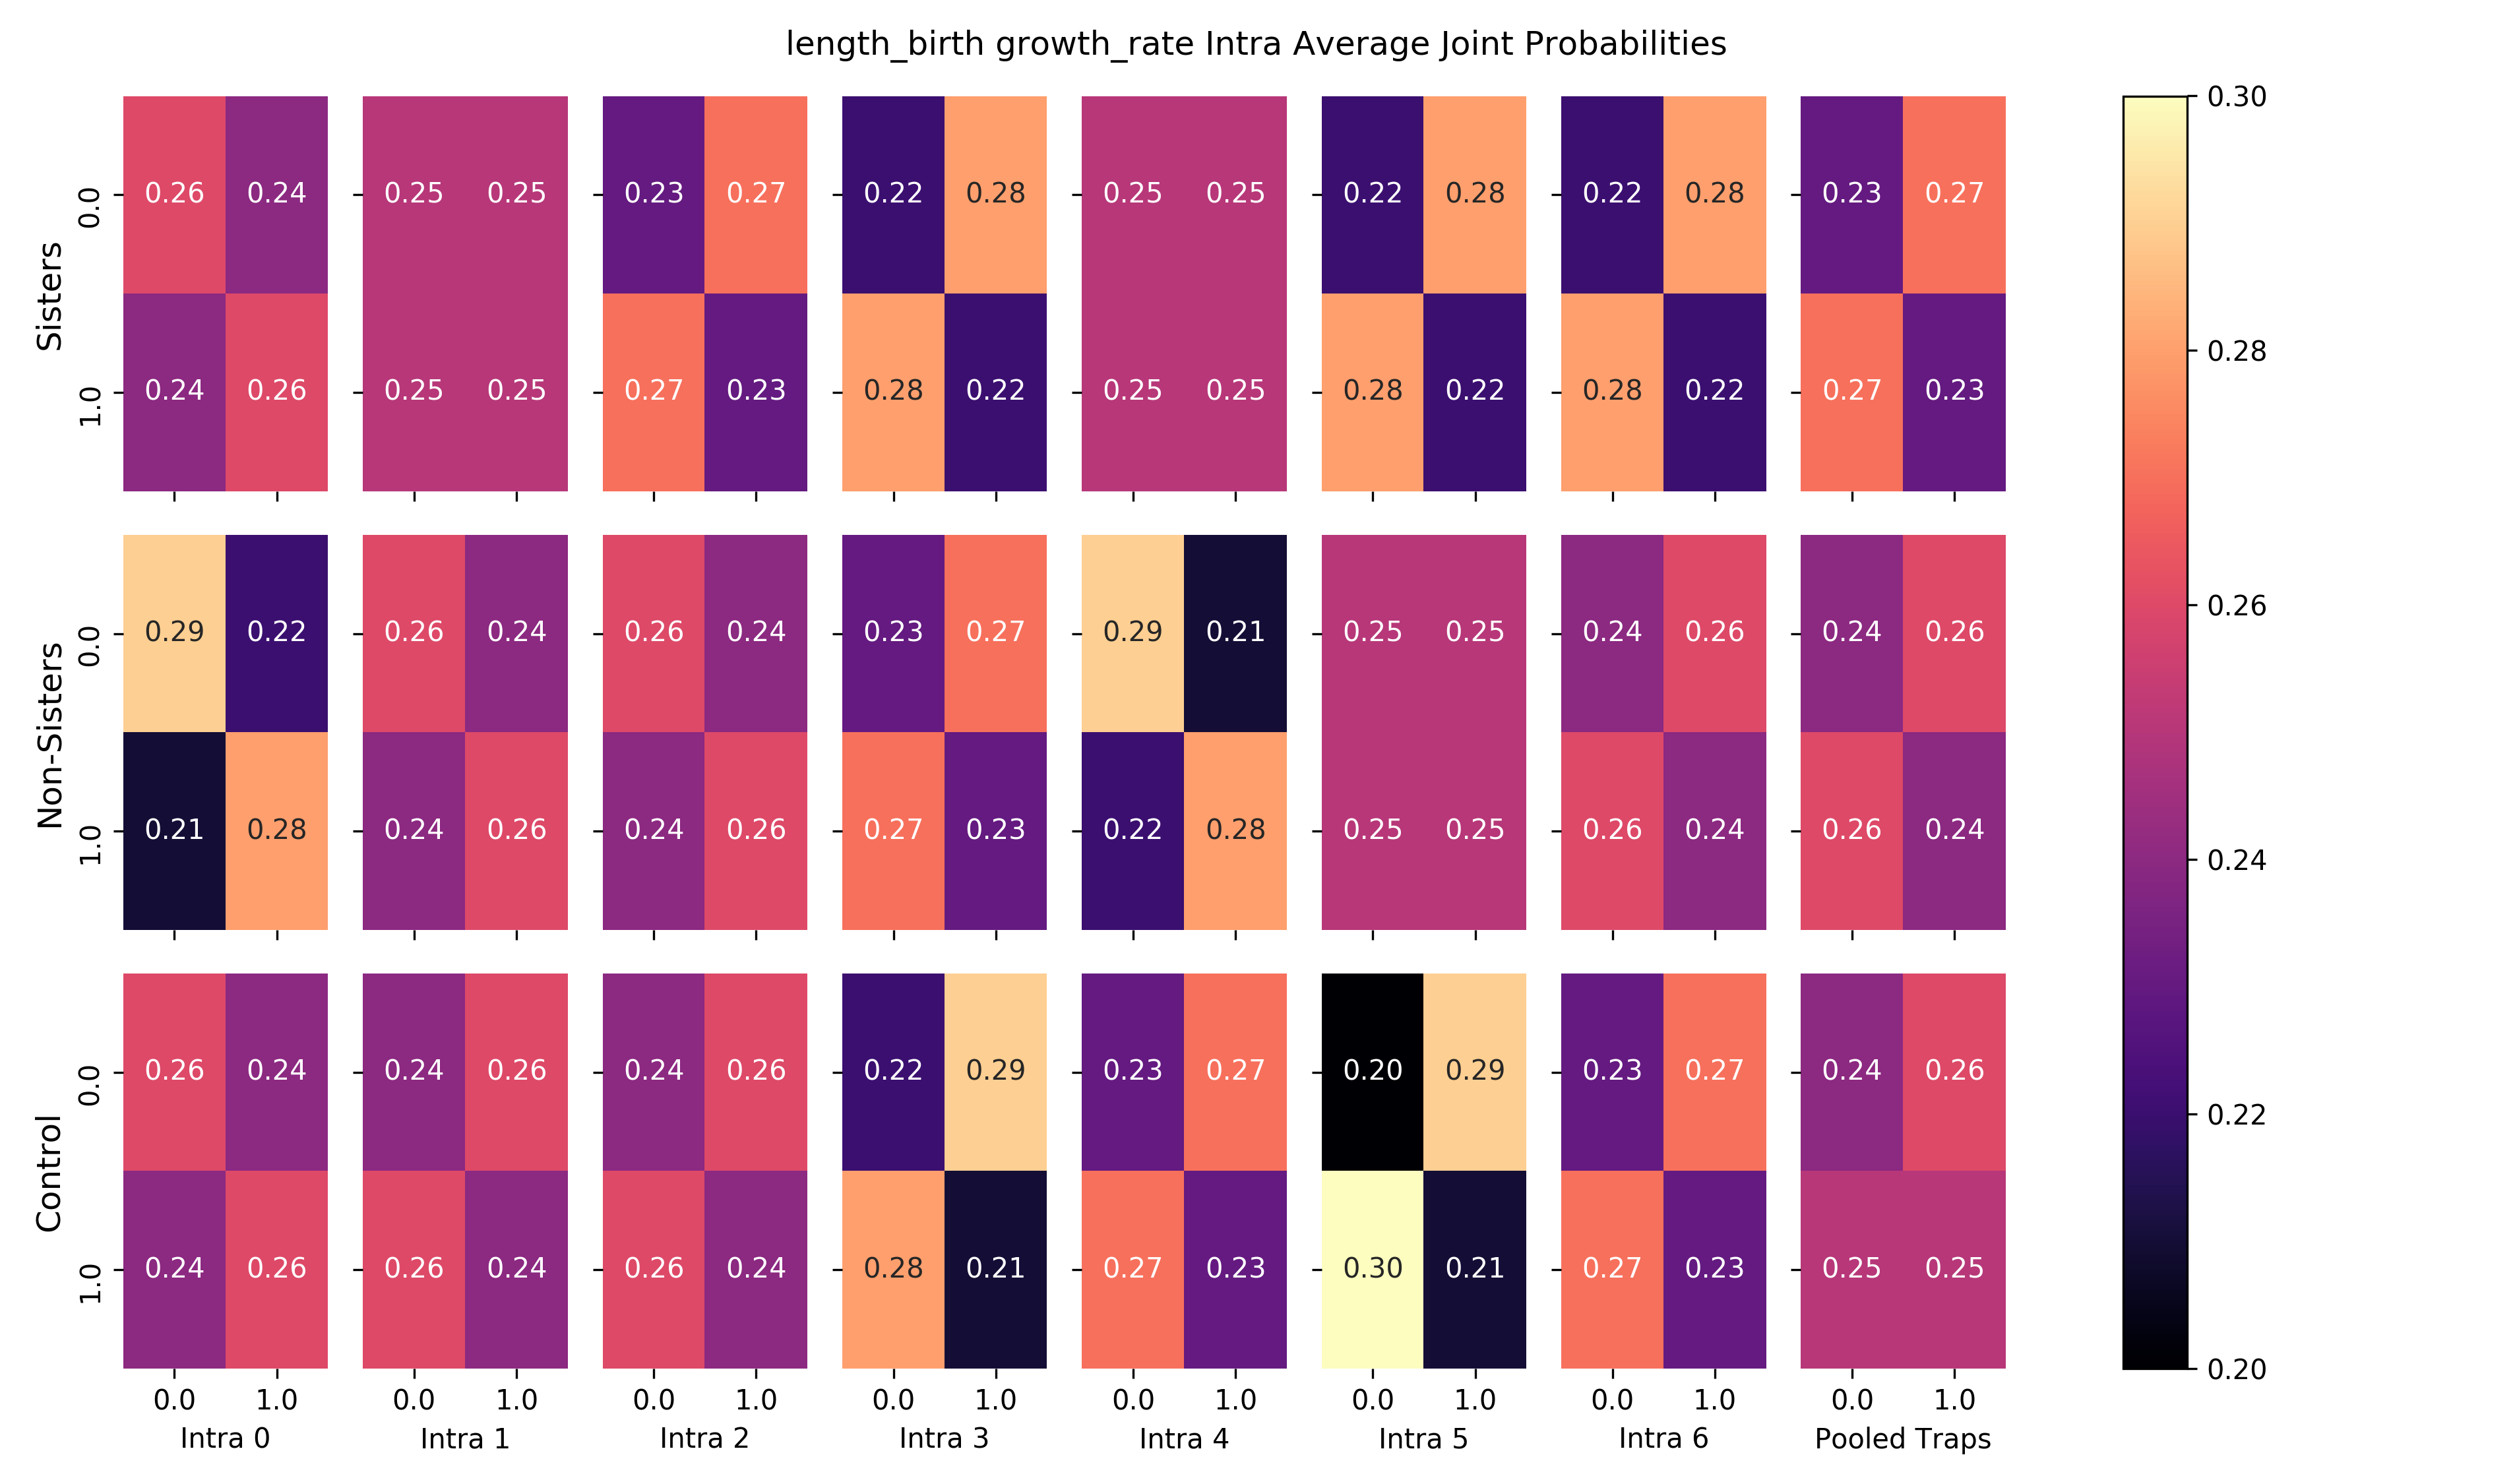 length_birth growth_rate Intra Average Joint Probabilities
Sisters
0.0
0.26 0.24 0.25 0.25 0.23 0.27 0.22 0.28 0.25 0.25 0.22 0.28 0.22 0.28 0.23 0.27
1.0
0.24 0.26 0.25 0.25 0.27 0.23 0.28 0.22 0.25 0.25 0.28 0.22 0.28 0.22 0.27 0.23
Non-Sisters
0.0
0.29 0.22 0.26 0.24 0.26 0.24 0.23 0.27 0.29 0.21 0.25 0.25 0.24 0.26 0.24 0.26
1.0
0.21 0.28 0.24 0.26 0.24 0.26 0.27 0.23 0.22 0.28 0.25 0.25 0.26 0.24 0.26 0.24
Control
0.0
0.26 0.24 0.24 0.26 0.24 0.26 0.22 0.29 0.23 0.27 0.20 0.29 0.23 0.27 0.24 0.26
1.0
0.24 0.26 0.26 0.24 0.26 0.24 0.28 0.21 0.27 0.23 0.30 0.21 0.27 0.23 0.25 0.25
0.0 1.0 0.0 1.0 0.0 1.0 0.0 1.0 0.0 1.0 0.0 1.0 0.0 1.0 0.0 1.0
Intra 0 Intra 1 Intra 2 Intra 3 Intra 4 Intra 5 Intra 6 Pooled Traps
0.30
0.28
0.26
0.24
0.22
0.20